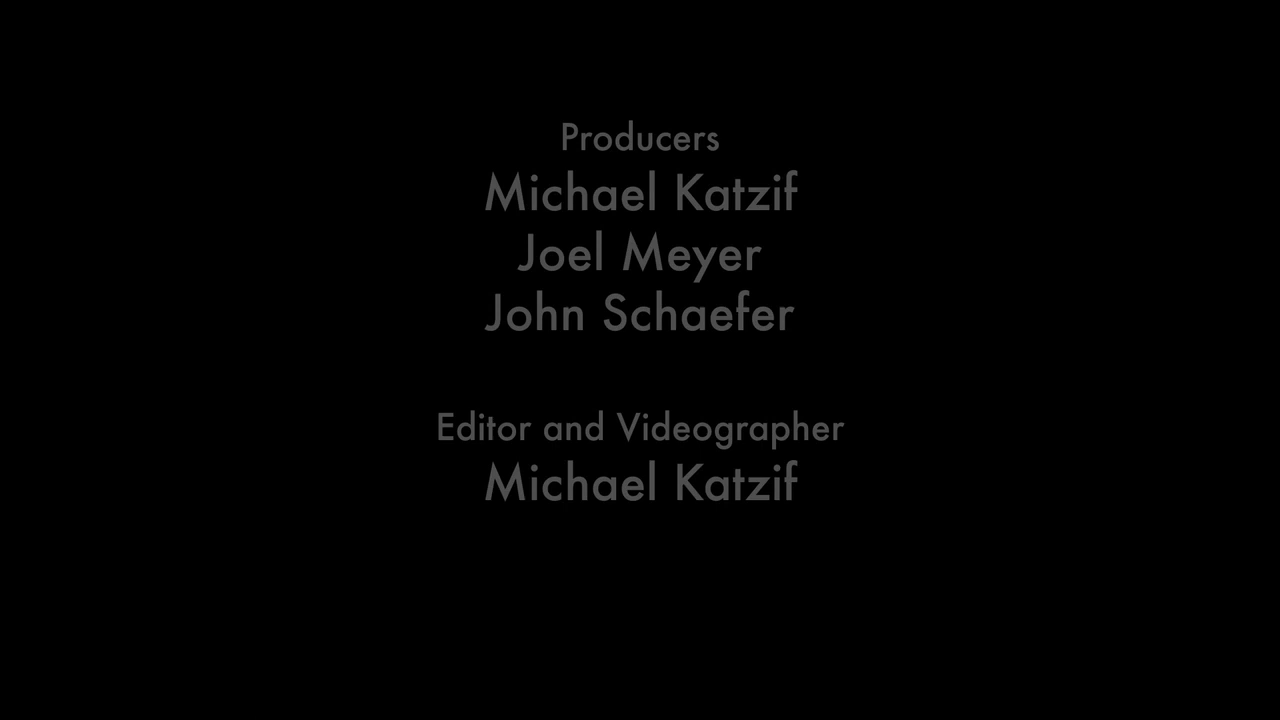 Producers
Michael Katzif
Joel Meyer
John Schaefer
Editor and Videographer
Michael Katzif